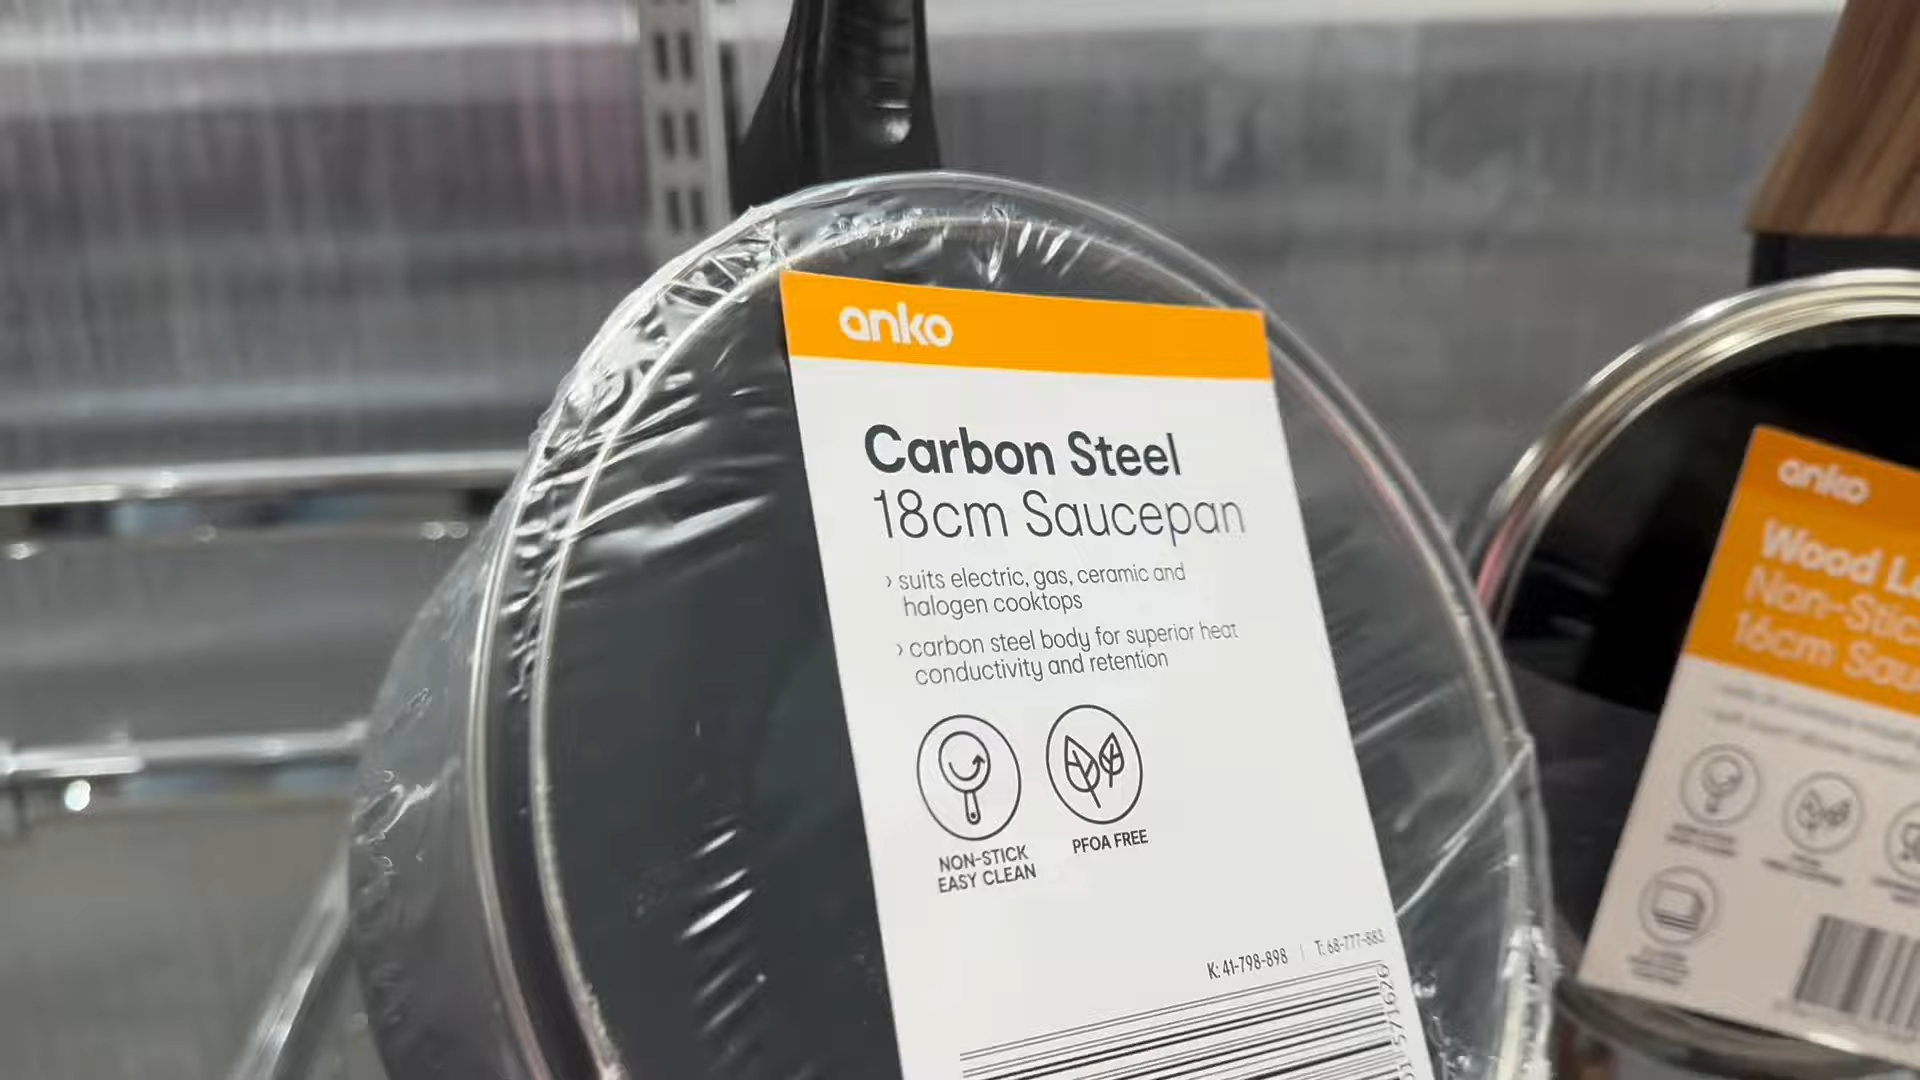 anko
Carbon Steel
18cm Saucepan
› suits electric, gas, ceramic and
halogen cooktops
› carbon steel body for superior heat
conductivity and retention
NON-STICK
EASY CLEAN
PFOA FREE
K: 41-798-898 | T: 68-777-883
571626
anko
Wood
Non-Stic
16cm Sau